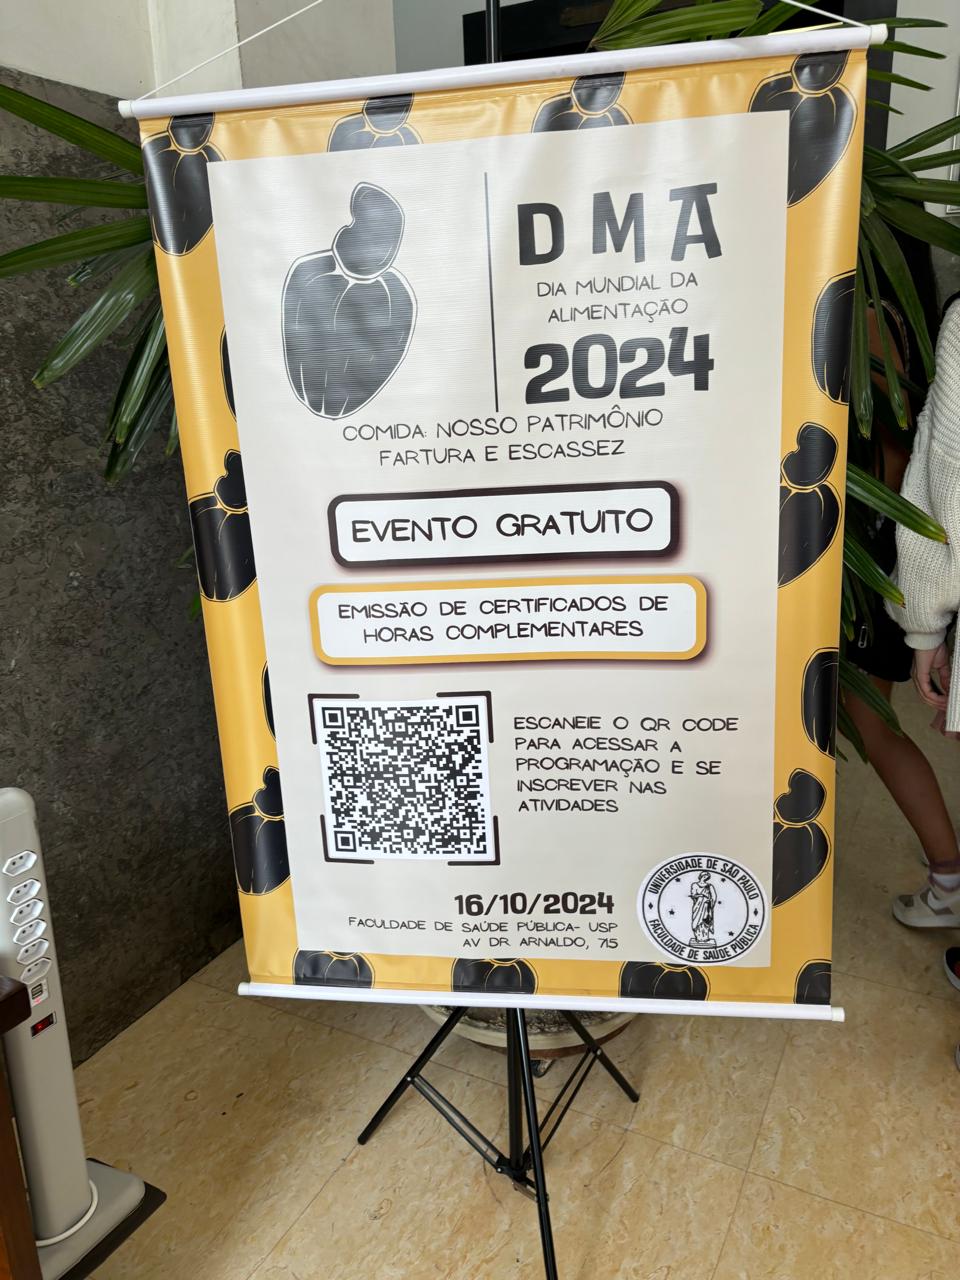 DMA
DIA MUNDIAL DA
ALIMENTAÇÃO
2024
COMIDA: NOSSO PATRIMÔNIO
FARTURA E ESCASSEZ
EVENTO GRATUITO
EMISSÃO DE CERTIFICADOS DE
HORAS COMPLEMENTARES
ESCANEIE O QR CODE
PARA ACESSAR A
PROGRAMAÇÃO E SE
INSCREVER NAS
ATIVIDADES
16/10/2024
FACULDADE DE SAÚDE PÚBLICA- USP
AV DR ARNALDO, 715
UNIVERSIDADE DE SÃO PAULO
FACULDADE DE SAÚDE PÚBLICA